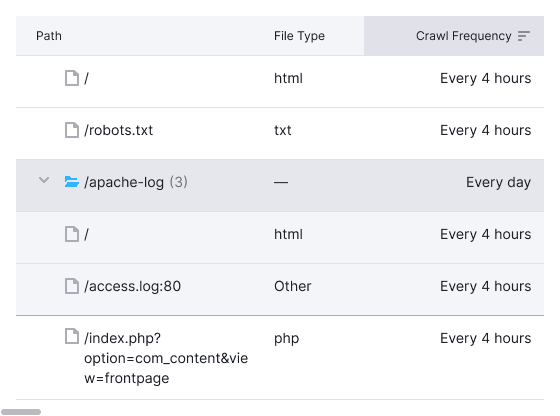 Path File Type Crawl Frequency
/ html Every 4 hours
/robots.txt txt Every 4 hours
/apache-log (3) — Every day
/ html Every 4 hours
/access.log:80 Other Every 4 hours
/index.php? php Every 4 hours
option=com_content&vie
w=frontpage